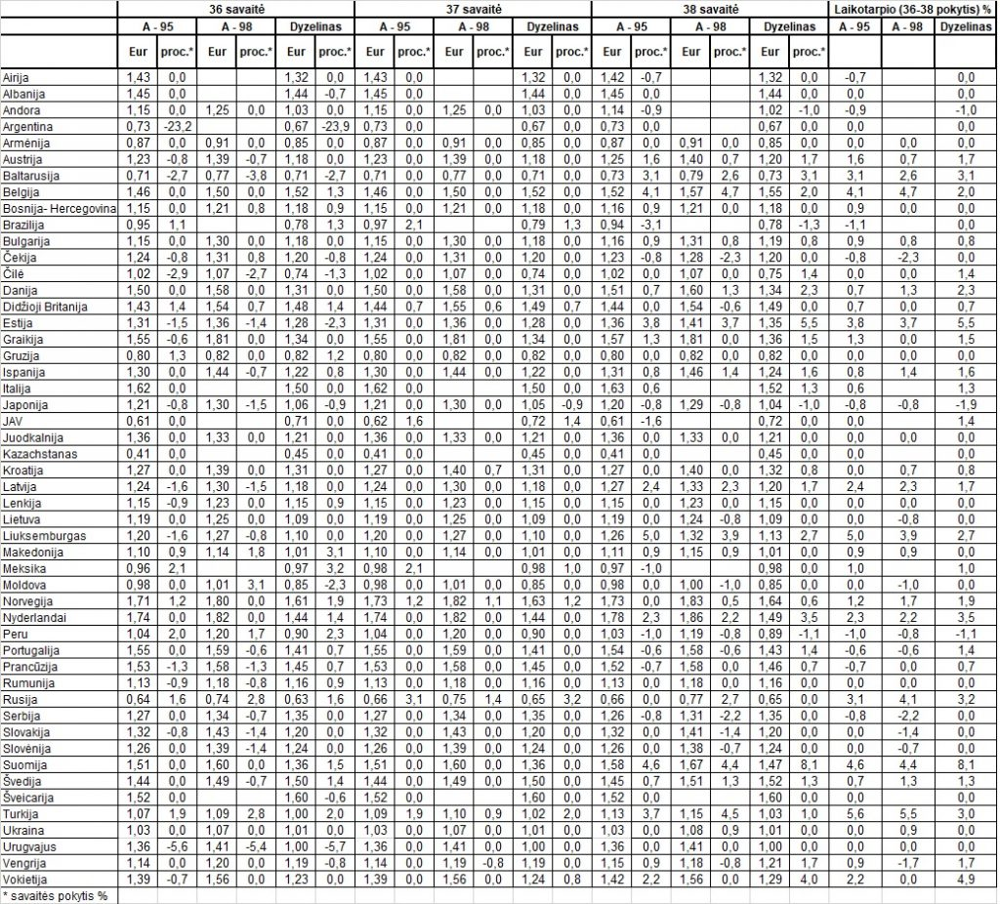 36 savaitė 37 savaitė 38 savaitė Laikotarpio (36-38 pokytis) %
A - 95 A - 98 Dyzelinas A - 95 A - 98 Dyzelinas A - 95 A - 98 Dyzelinas A - 95 A - 98 Dyzelinas
Eur proc.* Eur proc.* Eur proc.* Eur proc.* Eur proc.* Eur proc.* Eur proc.* Eur proc.* Eur proc.*
Airija 1,43 0,0 1,32 0,0 1,43 0,0 1,32 0,0 1,42 -0,7 1,32 0,0 -0,7 0,0
Albanija 1,45 0,0 1,44 -0,7 1,45 0,0 1,44 0,0 1,45 0,0 1,44 0,0 0,0 0,0
Andora 1,15 0,0 1,25 0,0 1,03 0,0 1,15 0,0 1,25 0,0 1,03 0,0 1,14 -0,9 1,02 -1,0 -0,9 -1,0
Argentina 0,73 -23,2 0,67 -23,9 0,73 0,0 0,67 0,0 0,73 0,0 0,67 0,0 0,0 0,0
Armėnija 0,87 0,0 0,91 0,0 0,85 0,0 0,87 0,0 0,91 0,0 0,85 0,0 0,87 0,0 0,91 0,0 0,85 0,0 0,0 0,0 0,0
Austrija 1,23 -0,8 1,39 -0,7 1,18 0,0 1,23 0,0 1,39 0,0 1,18 0,0 1,25 1,6 1,40 0,7 1,20 1,7 1,6 0,7 1,7
Baltarusija 0,71 -2,7 0,77 -3,8 0,71 -2,7 0,71 0,0 0,77 0,0 0,71 0,0 0,73 3,1 0,79 2,6 0,73 3,1 3,1 2,6 3,1
Belgija 1,46 0,0 1,50 0,0 1,52 1,3 1,46 0,0 1,50 0,0 1,52 0,0 1,52 4,1 1,57 4,7 1,55 2,0 4,1 4,7 2,0
Bosnija- Hercegovina 1,15 0,0 1,21 0,8 1,18 0,9 1,15 0,0 1,21 0,0 1,18 0,0 1,16 0,9 1,21 0,0 1,18 0,0 0,9 0,0 0,0
Brazilija 0,95 1,1 0,78 1,3 0,97 2,1 0,79 1,3 0,94 -3,1 0,78 -1,3 -1,1 0,0
Bulgarija 1,15 0,0 1,30 0,0 1,18 0,0 1,15 0,0 1,30 0,0 1,18 0,0 1,16 0,9 1,31 0,8 1,19 0,8 0,9 0,8 0,8
Čekija 1,24 -0,8 1,31 0,8 1,20 -0,8 1,24 0,0 1,31 0,0 1,20 0,0 1,23 -0,8 1,28 -2,3 1,20 0,0 -0,8 -2,3 0,0
Čilė 1,02 -2,9 1,07 -2,7 0,74 -1,3 1,02 0,0 1,07 0,0 0,74 0,0 1,02 0,0 1,07 0,0 0,75 1,4 0,0 0,0 1,4
Danija 1,50 0,0 1,58 0,0 1,31 0,0 1,50 0,0 1,58 0,0 1,31 0,0 1,51 0,7 1,60 1,3 1,34 2,3 0,7 1,3 2,3
Didžioji Britanija 1,43 1,4 1,54 0,7 1,48 1,4 1,44 0,7 1,55 0,6 1,49 0,7 1,44 0,0 1,54 -0,6 1,49 0,0 0,7 0,0 0,7
Estija 1,31 -1,5 1,36 -1,4 1,28 -2,3 1,31 0,0 1,36 0,0 1,28 0,0 1,36 3,8 1,41 3,7 1,35 5,5 3,8 3,7 5,5
Graikija 1,55 -0,6 1,81 0,0 1,34 0,0 1,55 0,0 1,81 0,0 1,34 0,0 1,57 1,3 1,81 0,0 1,36 1,5 1,3 0,0 1,5
Gruzija 0,80 1,3 0,82 0,0 0,82 1,2 0,80 0,0 0,82 0,0 0,82 0,0 0,80 0,0 0,82 0,0 0,82 0,0 0,0 0,0 0,0
Ispanija 1,30 0,0 1,44 -0,7 1,22 0,8 1,30 0,0 1,44 0,0 1,22 0,0 1,31 0,8 1,46 1,4 1,24 1,6 0,8 1,4 1,6
Italija 1,62 0,0 1,50 0,0 1,62 0,0 1,50 0,0 1,63 0,6 1,52 1,3 0,6 1,3
Japonija 1,21 -0,8 1,30 -1,5 1,06 -0,9 1,21 0,0 1,30 0,0 1,05 -0,9 1,20 -0,8 1,29 -0,8 1,04 -1,0 -0,8 -0,8 -1,9
JAV 0,61 0,0 0,71 0,0 0,62 1,6 0,72 1,4 0,61 -1,6 0,72 0,0 0,0 1,4
Juodkalnija 1,36 0,0 1,33 0,0 1,21 0,0 1,36 0,0 1,33 0,0 1,21 0,0 1,36 0,0 1,33 0,0 1,21 0,0 0,0 0,0 0,0
Kazachstanas 0,41 0,0 0,45 0,0 0,41 0,0 0,45 0,0 0,41 0,0 0,45 0,0 0,0 0,0
Kroatija 1,27 0,0 1,39 0,0 1,31 0,0 1,27 0,0 1,40 0,7 1,31 0,0 1,27 0,0 1,40 0,0 1,32 0,8 0,0 0,7 0,8
Latvija 1,24 -1,6 1,30 -1,5 1,18 0,0 1,24 0,0 1,30 0,0 1,18 0,0 1,27 2,4 1,33 2,3 1,20 1,7 2,4 2,3 1,7
Lenkija 1,15 -0,9 1,23 0,0 1,15 0,9 1,15 0,0 1,23 0,0 1,15 0,0 1,15 0,0 1,23 0,0 1,15 0,0 0,0 0,0 0,0
Lietuva 1,19 0,0 1,25 0,0 1,09 0,0 1,19 0,0 1,25 0,0 1,09 0,0 1,19 0,0 1,24 -0,8 1,09 0,0 0,0 -0,8 0,0
Liuksemburgas 1,20 -1,6 1,27 -0,8 1,10 0,0 1,20 0,0 1,27 0,0 1,10 0,0 1,26 5,0 1,32 3,9 1,13 2,7 5,0 3,9 2,7
Makedonija 1,10 0,9 1,14 1,8 1,01 3,1 1,10 0,0 1,14 0,0 1,01 0,0 1,11 0,9 1,15 0,9 1,01 0,0 0,9 0,9 0,0
Meksika 0,96 2,1 0,97 3,2 0,98 2,1 0,98 1,0 0,97 -1,0 0,98 0,0 1,0 1,0
Moldova 0,98 0,0 1,01 3,1 0,85 -2,3 0,98 0,0 1,01 0,0 0,85 0,0 0,98 0,0 1,00 -1,0 0,85 0,0 0,0 -1,0 0,0
Norvegija 1,71 1,2 1,80 0,0 1,61 1,9 1,73 1,2 1,82 1,1 1,63 1,2 1,73 0,0 1,83 0,5 1,64 0,6 1,2 1,7 1,9
Nyderlandai 1,74 0,0 1,82 0,0 1,44 1,4 1,74 0,0 1,82 0,0 1,44 0,0 1,78 2,3 1,86 2,2 1,49 3,5 2,3 2,2 3,5
Peru 1,04 2,0 1,20 1,7 0,90 2,3 1,04 0,0 1,20 0,0 0,90 0,0 1,03 -1,0 1,19 -0,8 0,89 -1,1 -1,0 -0,8 -1,1
Portugalija 1,55 0,0 1,59 -0,6 1,41 0,7 1,55 0,0 1,59 0,0 1,41 0,0 1,54 -0,6 1,58 -0,6 1,43 1,4 -0,6 -0,6 1,4
Prancūzija 1,53 -1,3 1,58 -1,3 1,45 0,7 1,53 0,0 1,58 0,0 1,45 0,0 1,52 -0,7 1,58 0,0 1,46 0,7 -0,7 0,0 0,7
Rumunija 1,13 -0,9 1,18 -0,8 1,16 0,9 1,13 0,0 1,18 0,0 1,16 0,0 1,13 0,0 1,18 0,0 1,16 0,0 0,0 0,0 0,0
Rusija 0,64 1,6 0,74 2,8 0,63 1,6 0,66 3,1 0,75 1,4 0,65 3,2 0,66 0,0 0,77 2,7 0,65 0,0 3,1 4,1 3,2
Serbija 1,27 0,0 1,34 -0,7 1,35 0,0 1,27 0,0 1,34 0,0 1,35 0,0 1,26 -0,8 1,31 -2,2 1,35 0,0 -0,8 -2,2 0,0
Slovakija 1,32 -0,8 1,43 -1,4 1,20 0,0 1,32 0,0 1,43 0,0 1,20 0,0 1,32 0,0 1,41 -1,4 1,20 0,0 0,0 -1,4 0,0
Slovėnija 1,26 0,0 1,39 -1,4 1,24 0,0 1,26 0,0 1,39 0,0 1,24 0,0 1,26 0,0 1,38 -0,7 1,24 0,0 0,0 -0,7 0,0
Suomija 1,51 0,0 1,60 0,0 1,36 1,5 1,51 0,0 1,60 0,0 1,36 0,0 1,58 4,6 1,67 4,4 1,47 8,1 4,6 4,4 8,1
Švedija 1,44 0,0 1,49 -0,7 1,50 1,4 1,44 0,0 1,49 0,0 1,50 0,0 1,45 0,7 1,51 1,3 1,52 1,3 0,7 1,3 1,3
Šveicarija 1,52 0,0 1,60 -0,6 1,52 0,0 1,60 0,0 1,52 0,0 1,60 0,0 0,0 0,0
Turkija 1,07 1,9 1,09 2,8 1,00 2,0 1,09 1,9 1,10 0,9 1,02 2,0 1,13 3,7 1,15 4,5 1,03 1,0 5,6 5,5 3,0
Ukraina 1,03 0,0 1,07 0,0 1,01 0,0 1,03 0,0 1,07 0,0 1,01 0,0 1,03 0,0 1,08 0,9 1,01 0,0 0,0 0,9 0,0
Urugvajus 1,36 -5,6 1,41 -5,4 1,00 -5,7 1,36 0,0 1,41 0,0 1,00 0,0 1,36 0,0 1,41 0,0 1,00 0,0 0,0 0,0 0,0
Vengrija 1,14 0,0 1,20 0,0 1,19 -0,8 1,14 0,0 1,19 -0,8 1,19 0,0 1,15 0,9 1,18 -0,8 1,21 1,7 0,9 -1,7 1,7
Vokietija 1,39 -0,7 1,56 0,0 1,23 0,0 1,39 0,0 1,56 0,0 1,24 0,8 1,42 2,2 1,56 0,0 1,29 4,0 2,2 0,0 4,9
* savaitės pokytis %